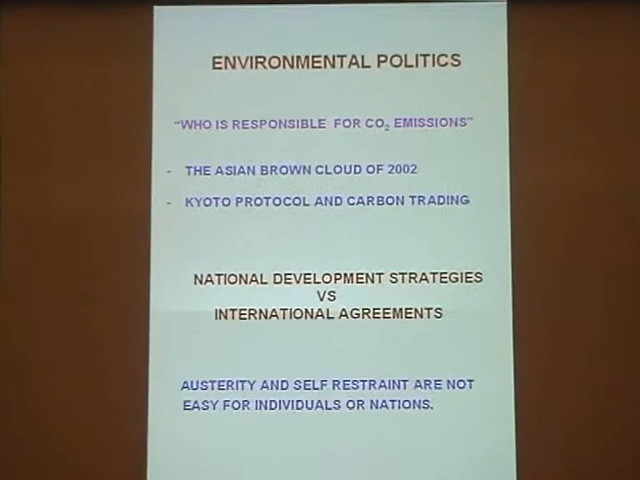 ENVIRONMENTAL POLITICS
"WHO IS RESPONSIBLE FOR CO₂ EMISSIONS"
- THE ASIAN BROWN CLOUD OF 2002
- KYOTO PROTOCOL AND CARBON TRADING
NATIONAL DEVELOPMENT STRATEGIES
VS
INTERNATIONAL AGREEMENTS
AUSTERITY AND SELF RESTRAINT ARE NOT
EASY FOR INDIVIDUALS OR NATIONS.